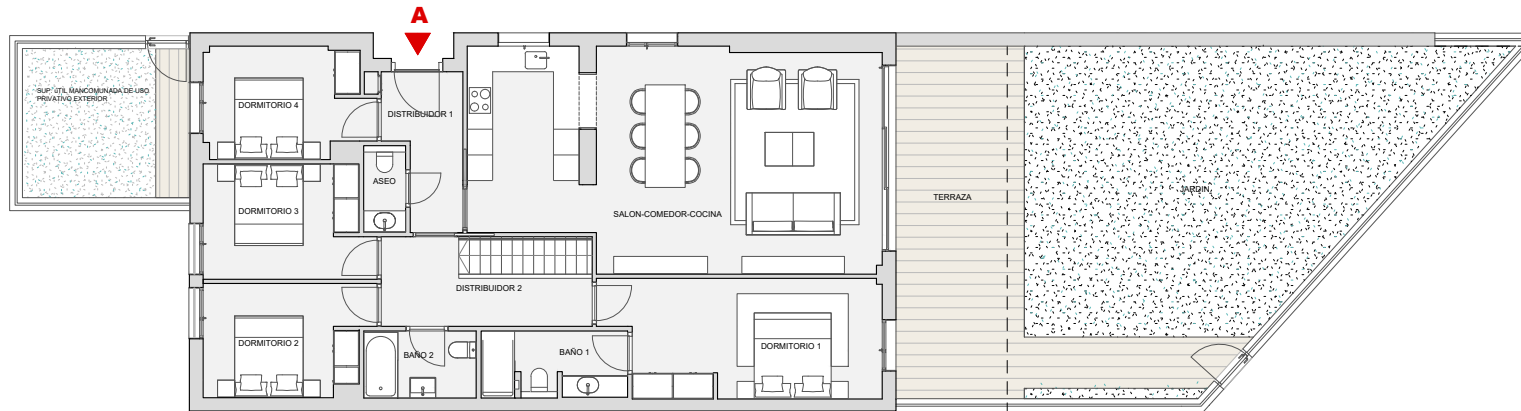 A
SUP. ÚTIL MANCOMUNADA DE USO
PRIVATIVO EXTERIOR
DORMITORIO 4
DISTRIBUIDOR 1
ASEO
DORMITORIO 3
SALON-COMEDOR-COCINA
TERRAZA
JARDIN
DISTRIBUIDOR 2
DORMITORIO 2
BAÑO 2
BAÑO 1
DORMITORIO 1